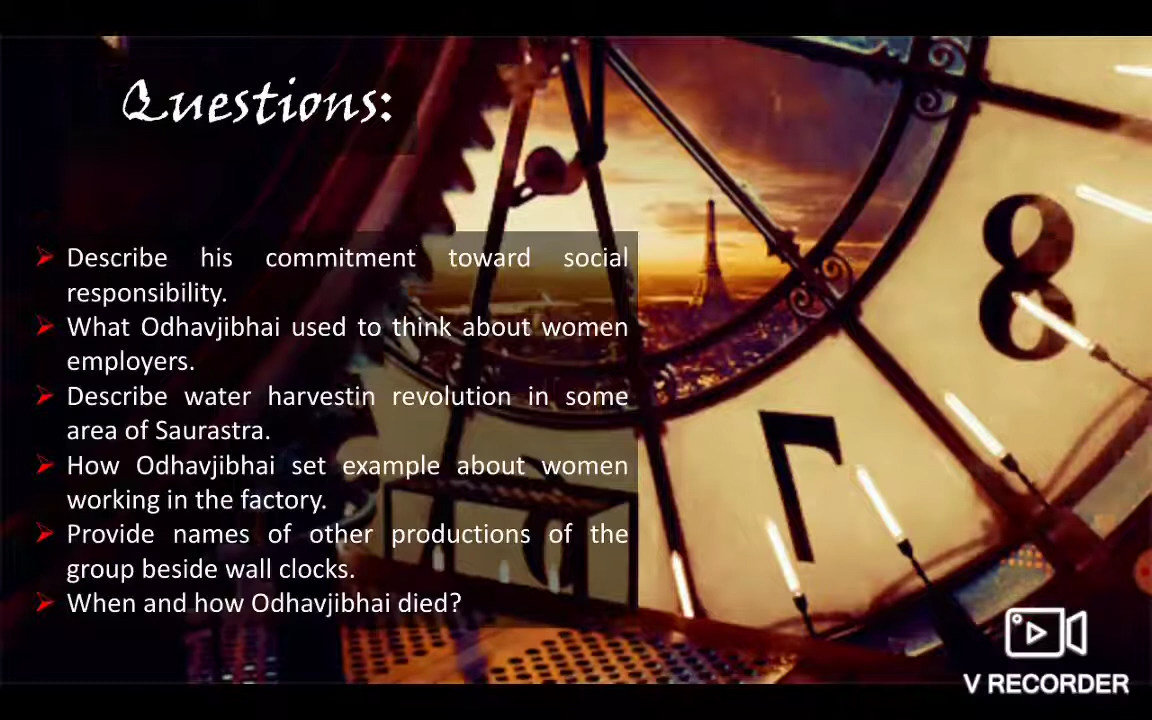 Questions:
Describe his commitment toward social
responsibility.
What Odhavjibhai used to think about women
employers.
Describe water harvestin revolution in some
area of Saurastra.
How Odhavjibhai set example about women
working in the factory.
Provide names of other productions of the
group beside wall clocks.
When and how Odhavjibhai died?
8
7
V RECORDER